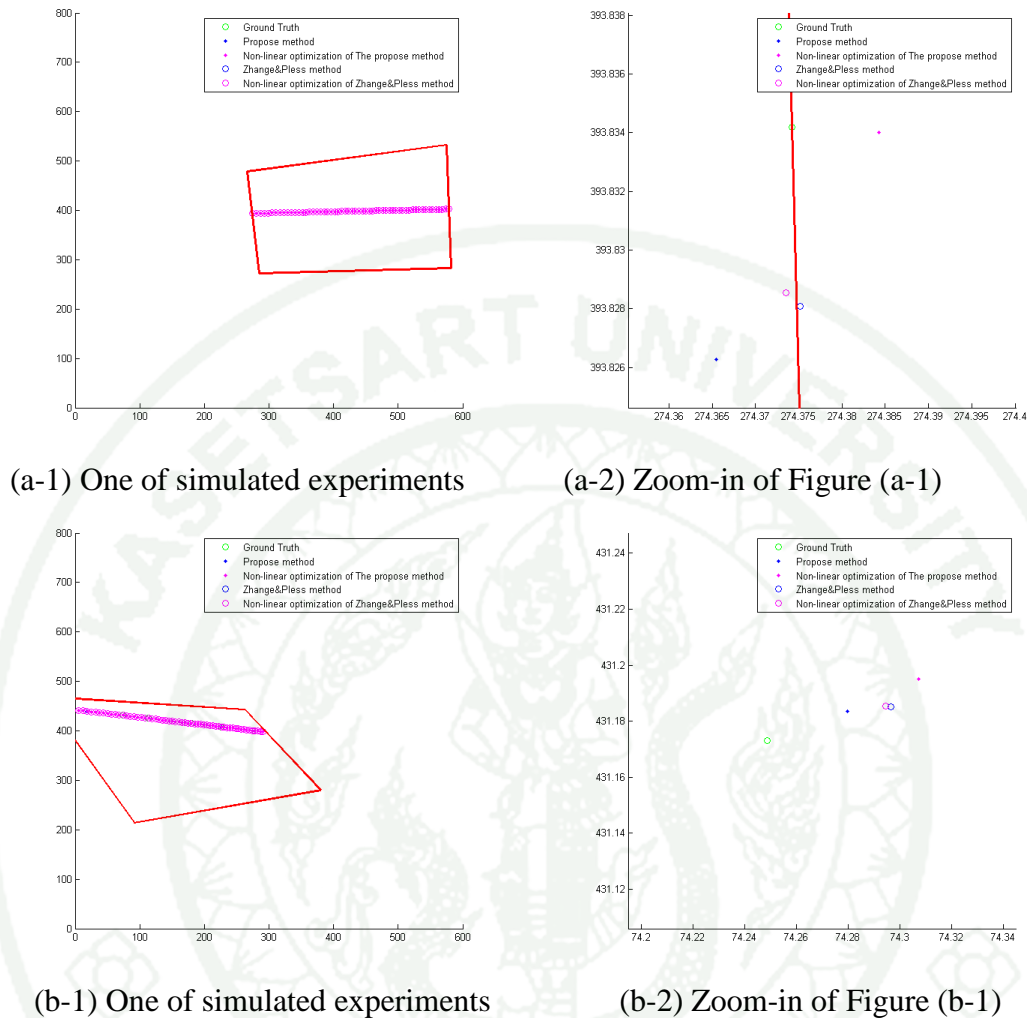 800
700
600
500
400
300
200
100
0
0 100 200 300 400 500 600
Ground Truth
Propose method
Non-linear optimization of The propose method
Zhange&Pless method
Non-linear optimization of Zhange&Pless method
393.838
393.836
393.834
393.832
393.83
393.828
393.826
274.36 274.365 274.37 274.375 274.38 274.385 274.39 274.395 274.4
Ground Truth
Propose method
Non-linear optimization of The propose method
Zhange&Pless method
Non-linear optimization of Zhange&Pless method
(a-1) One of simulated experiments
(a-2) Zoom-in of Figure (a-1)
800
700
600
500
400
300
200
100
0
0 100 200 300 400 500 600
Ground Truth
Propose method
Non-linear optimization of The propose method
Zhange&Pless method
Non-linear optimization of Zhange&Pless method
431.24
431.22
431.2
431.18
431.16
431.14
431.12
74.2 74.22 74.24 74.26 74.28 74.3 74.32 74.34
Ground Truth
Propose method
Non-linear optimization of The propose method
Zhange&Pless method
Non-linear optimization of Zhange&Pless method
(b-1) One of simulated experiments
(b-2) Zoom-in of Figure (b-1)
KASETSART UNIVERSITY